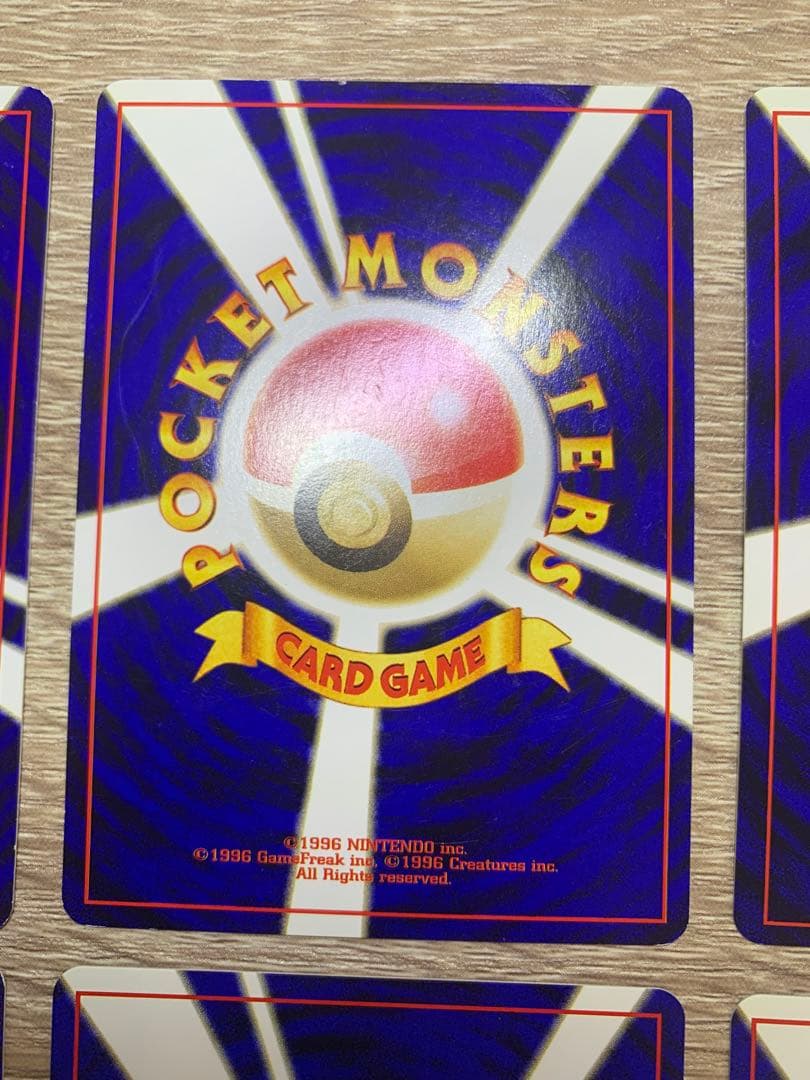 POCKET MONSTERS
CARD GAME
©1996 NINTENDO inc.
©1996 GameFreak inc. ©1996 Creatures inc.
All Rights reserved.